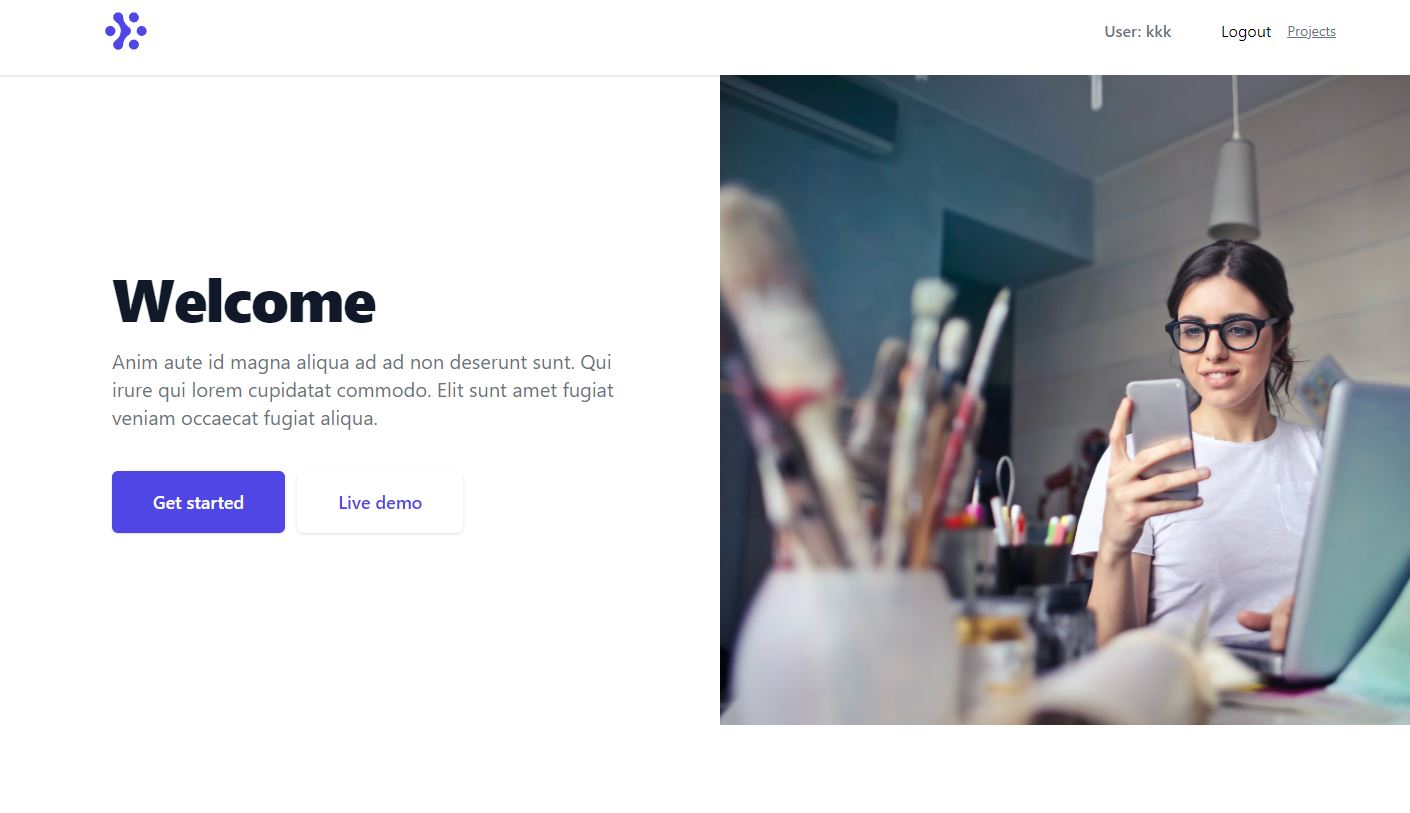 User: kkk Logout Projects
Welcome
Anim aute id magna aliqua ad ad non deserunt sunt. Qui
irure qui lorem cupidatat commodo. Elit sunt amet fugiat
veniam occaecat fugiat aliqua.
Get started Live demo